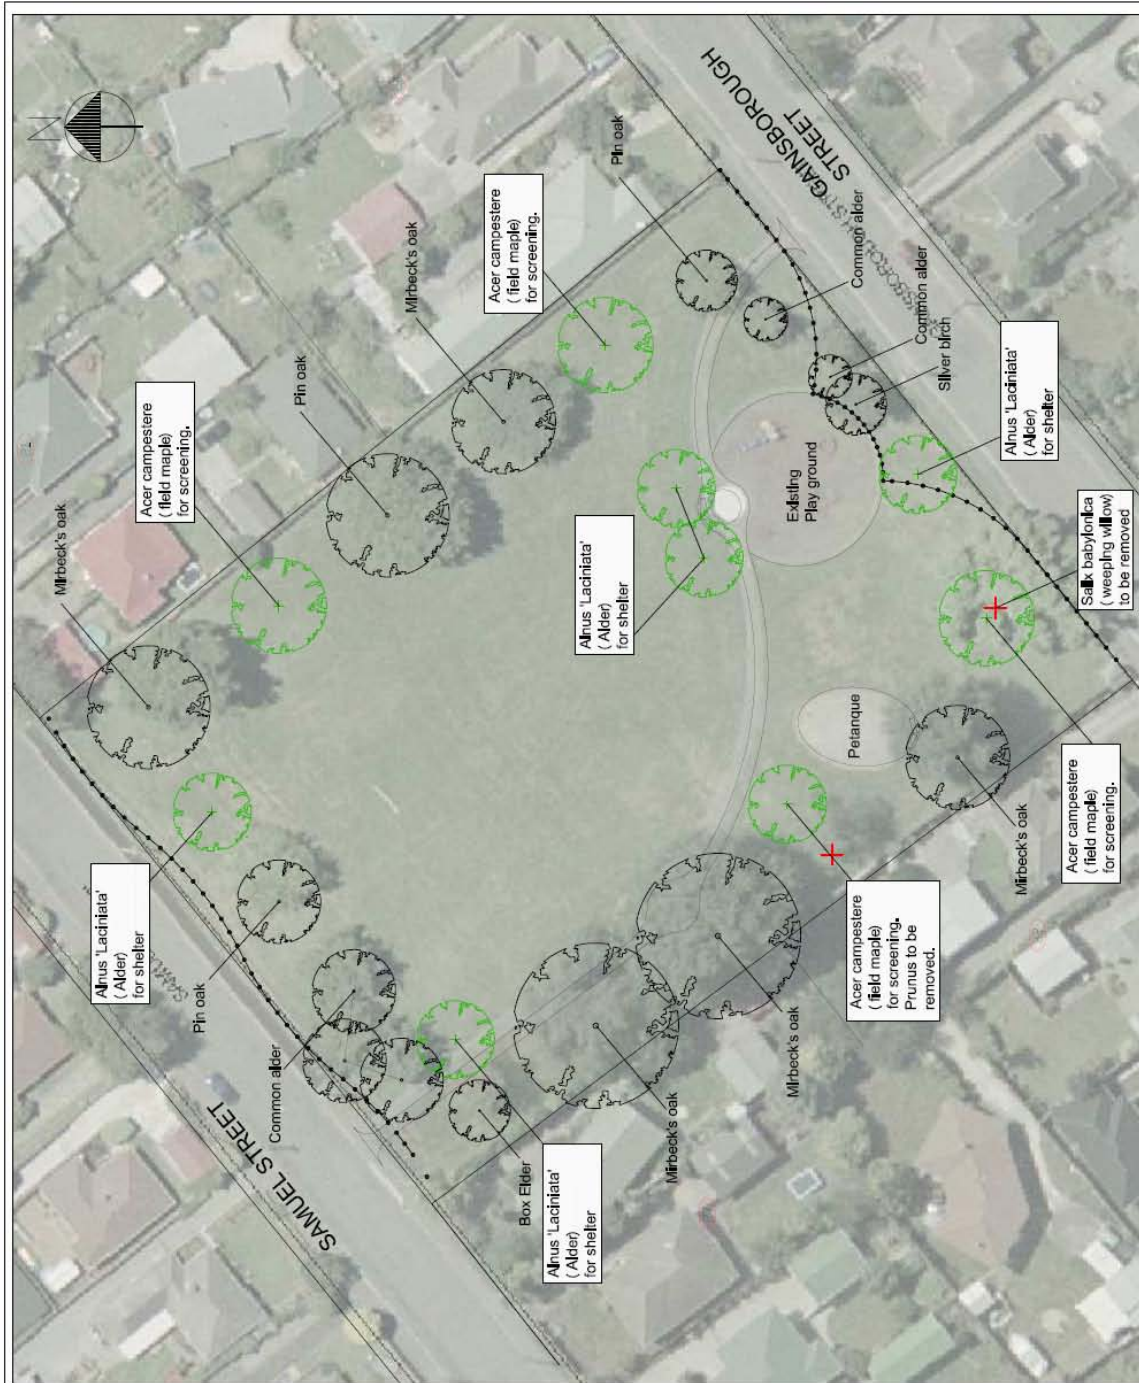 N
Mirbeck's oak
Alnus 'Laciniata'
(Alder)
for shelter
Acer campestere
(field maple)
for screening.
Pin oak
SAMUEL STREET
Common alder
Pin oak
Mirbeck's oak
Acer campestere
(field maple)
for screening.
Box Elder
Alnus 'Laciniata'
(Alder)
for shelter
Alnus 'Laciniata'
(Alder)
for shelter
Pin oak
Mirbeck's oak
GAINSBOROUGH
STREET
Mirbeck's oak
Existing
Play ground
Petanque
Common alder
Acer campestere
(field maple)
for screening.
Prunus to be
removed.
Common alder
Silver birch
Mirbeck's oak
Alnus 'Laciniata'
(Alder)
for shelter
Acer campestere
(field maple)
for screening.
Salix babylonica
(weeping willow)
to be removed